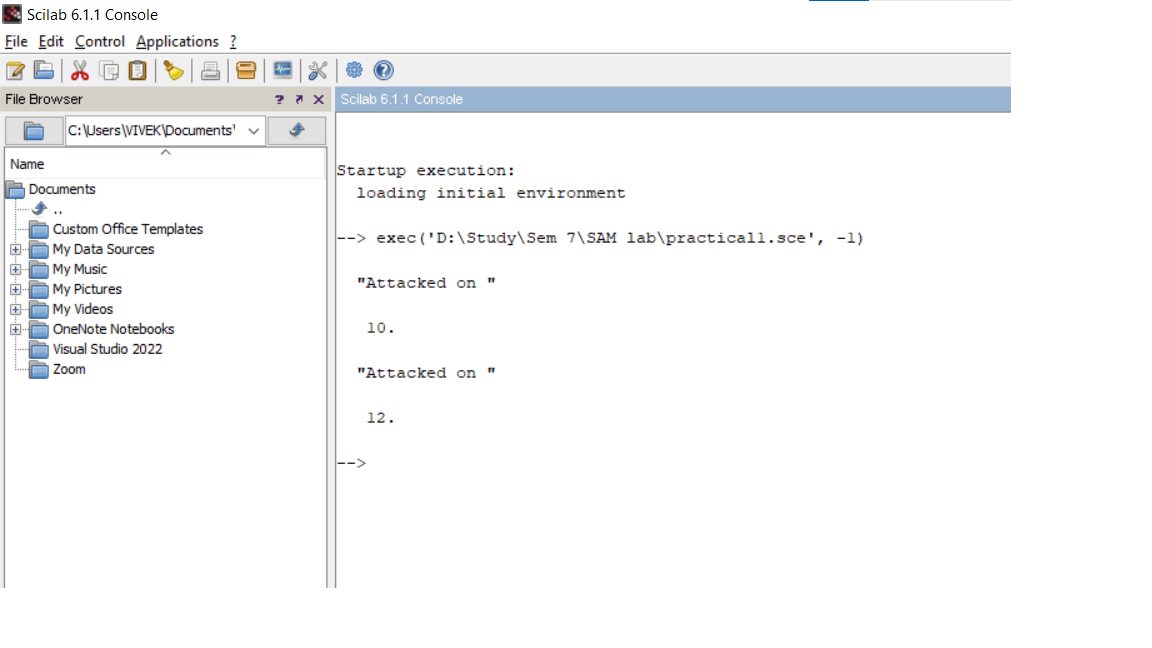 Scilab 6.1.1 Console
File Edit Control Applications ?
File Browser ? ↗ X
Scilab 6.1.1 Console
C:\Users\VIVEK\Documents'
Name
Documents
..
Custom Office Templates
My Data Sources
My Music
My Pictures
My Videos
OneNote Notebooks
Visual Studio 2022
Zoom
Startup execution:
loading initial environment
--> exec('D:\Study\Sem 7\SAM lab\practical1.sce', -1)
"Attacked on "
10.
"Attacked on "
12.
-->